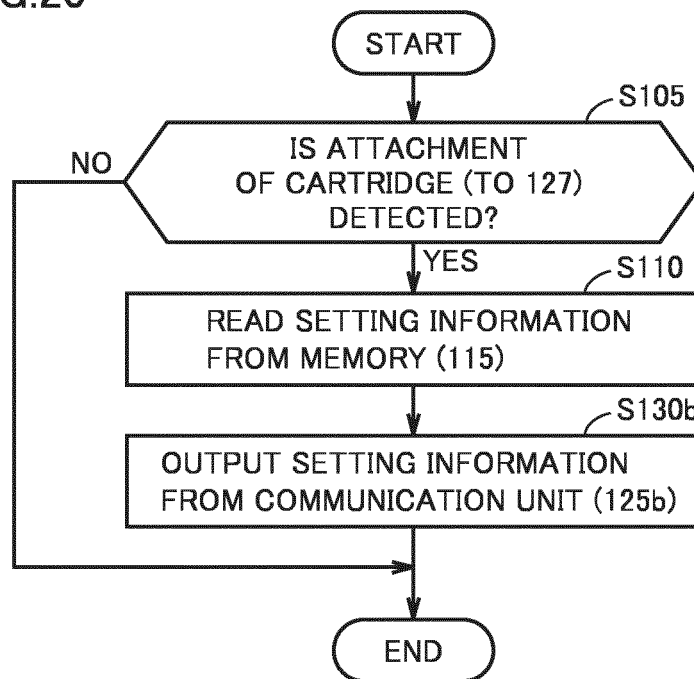 START
S105
IS ATTACHMENT
OF CARTRIDGE (TO 127)
DETECTED?
NO
YES
S110
READ SETTING INFORMATION
FROM MEMORY (115)
S130b
OUTPUT SETTING INFORMATION
FROM COMMUNICATION UNIT (125b)
END